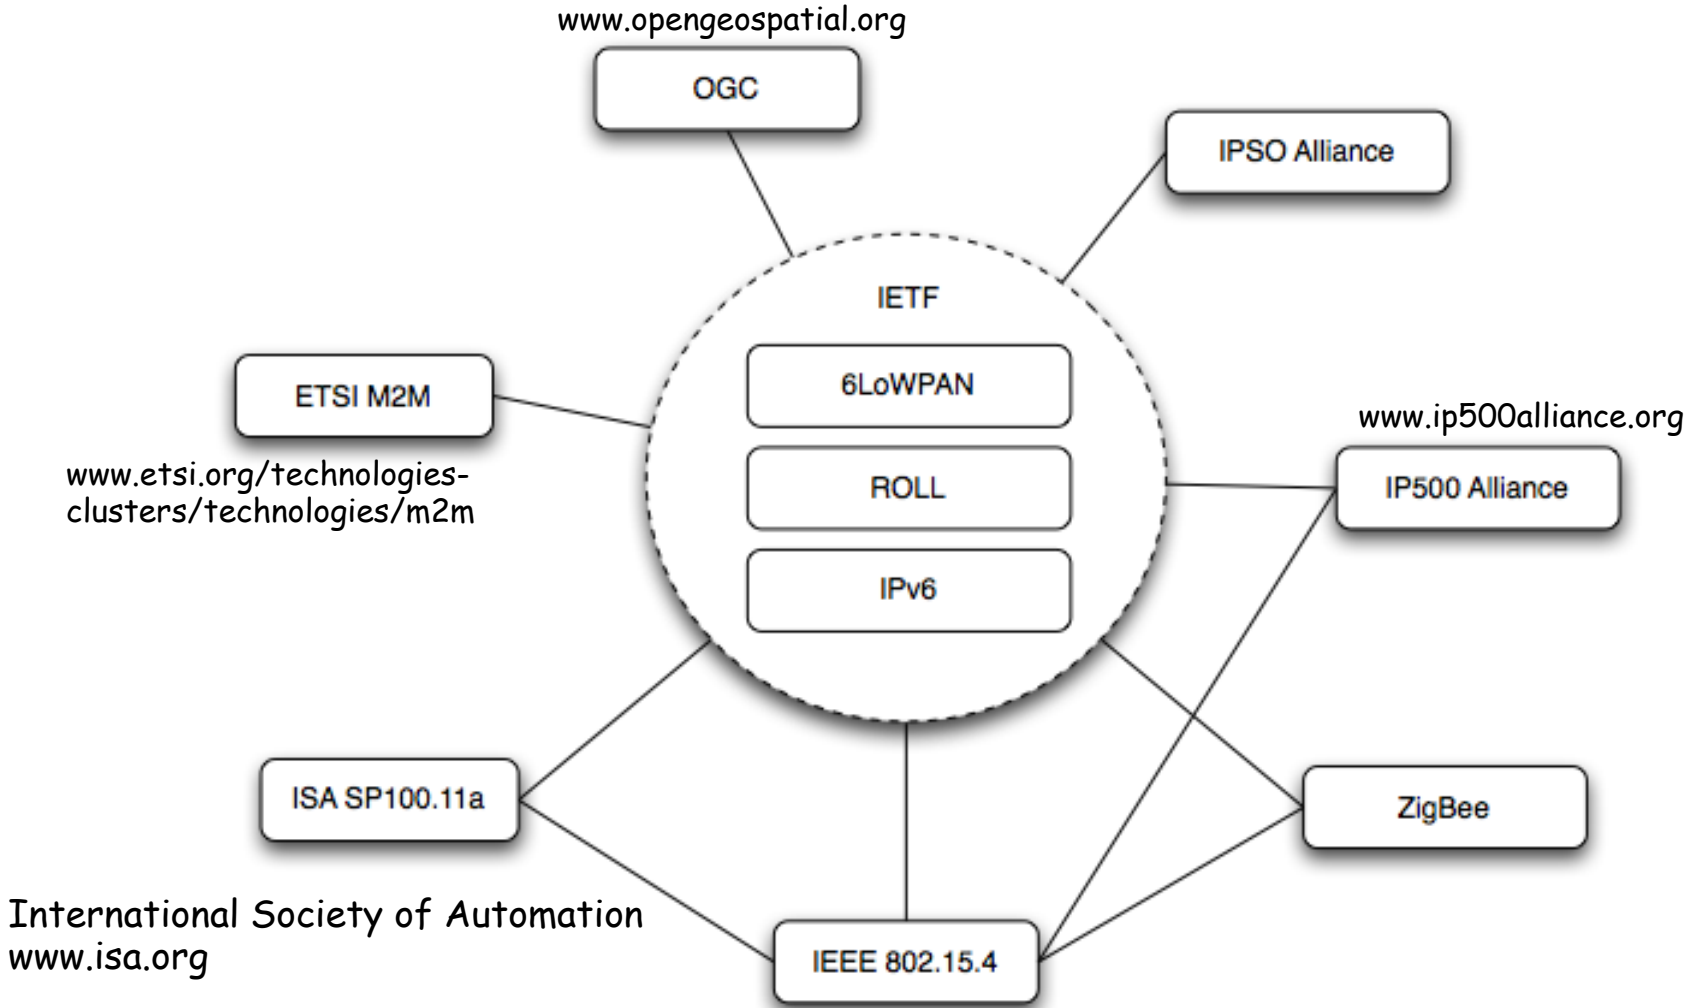 www.opengeospatial.org
OGC
IPSO Alliance
IETF
6LoWPAN
ETSI M2M
www.ip500alliance.org
www.etsi.org/technologies-
clusters/technologies/m2m
ROLL
IP500 Alliance
IPv6
ISA SP100.11a
ZigBee
International Society of Automation
www.isa.org
IEEE 802.15.4